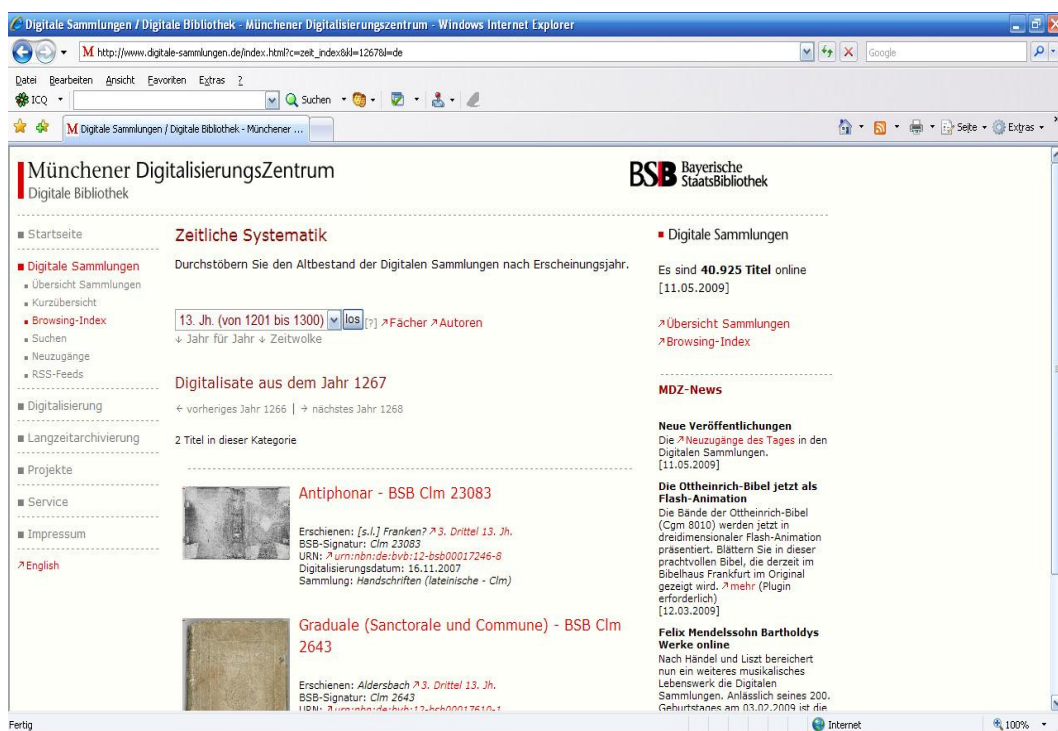 Digitale Sammlungen / Digitale Bibliothek - Münchener Digitalisierungszentrum - Windows Internet Explorer
http://www.digitale-sammlungen.de/index.html?c=zeit_index&kl=1267&l=de
Google
Datei Bearbeiten Ansicht Favoriten Extras ?
ICQ
Suchen
Digitale Sammlungen / Digitale Bibliothek - Münchener ...
Seite Extras
Münchener DigitalisierungsZentrum
Digitale Bibliothek
BSB Bayerische
StaatsBibliothek
Startseite
Digitale Sammlungen
Übersicht Sammlungen
Kurzübersicht
Browsing-Index
Suchen
Neuzugänge
RSS-Feeds
Digitalisierung
Langzeitarchivierung
Projekte
Service
Impressum
↗English
Zeitliche Systematik
Durchstöbern Sie den Altbestand der Digitalen Sammlungen nach Erscheinungsjahr.
13. Jh. (von 1201 bis 1300) los [?] ↗Fächer ↗Autoren
↓ Jahr für Jahr ↓ Zeitwolke
Digitalisate aus dem Jahr 1267
← vorheriges Jahr 1266 | → nächstes Jahr 1268
2 Titel in dieser Kategorie
Antiphonar - BSB Clm 23083
Erschienen: [s.l.] Franken? ↗3. Drittel 13. Jh.
BSB-Signatur: Clm 23083
URN: ↗urn:nbn:de:bvb:12-bsb00017246-8
Digitalisierungsdatum: 16.11.2007
Sammlung: Handschriften (lateinische - Clm)
Graduale (Sanctorale und Commune) - BSB Clm
2643
Erschienen: Aldersbach ↗3. Drittel 13. Jh.
BSB-Signatur: Clm 2643
URN: ↗urn:nbn:de:bvb:12-bsb00017610-1
Digitale Sammlungen
Es sind 40.925 Titel online
[11.05.2009]
↗Übersicht Sammlungen
↗Browsing-Index
MDZ-News
Neue Veröffentlichungen
Die ↗Neuzugänge des Tages in den
Digitalen Sammlungen.
[11.05.2009]
Die Ottheinrich-Bibel jetzt als
Flash-Animation
Die Bände der Ottheinrich-Bibel
(Cgm 8010) werden jetzt in
dreidimensionaler Flash-Animation
präsentiert. Blättern Sie in dieser
prachtvollen Bibel, die derzeit im
Bibelhaus Frankfurt im Original
gezeigt wird. ↗mehr (Plugin
erforderlich)
[12.03.2009]
Felix Mendelssohn Bartholdys
Werke online
Nach Händel und Liszt bereichert
nun ein weiteres musikalisches
Lebenswerk die Digitalen
Sammlungen. Anlässlich seines 200.
Geburtstages am 03.02.2009 ist die
Fertig
Internet
100%